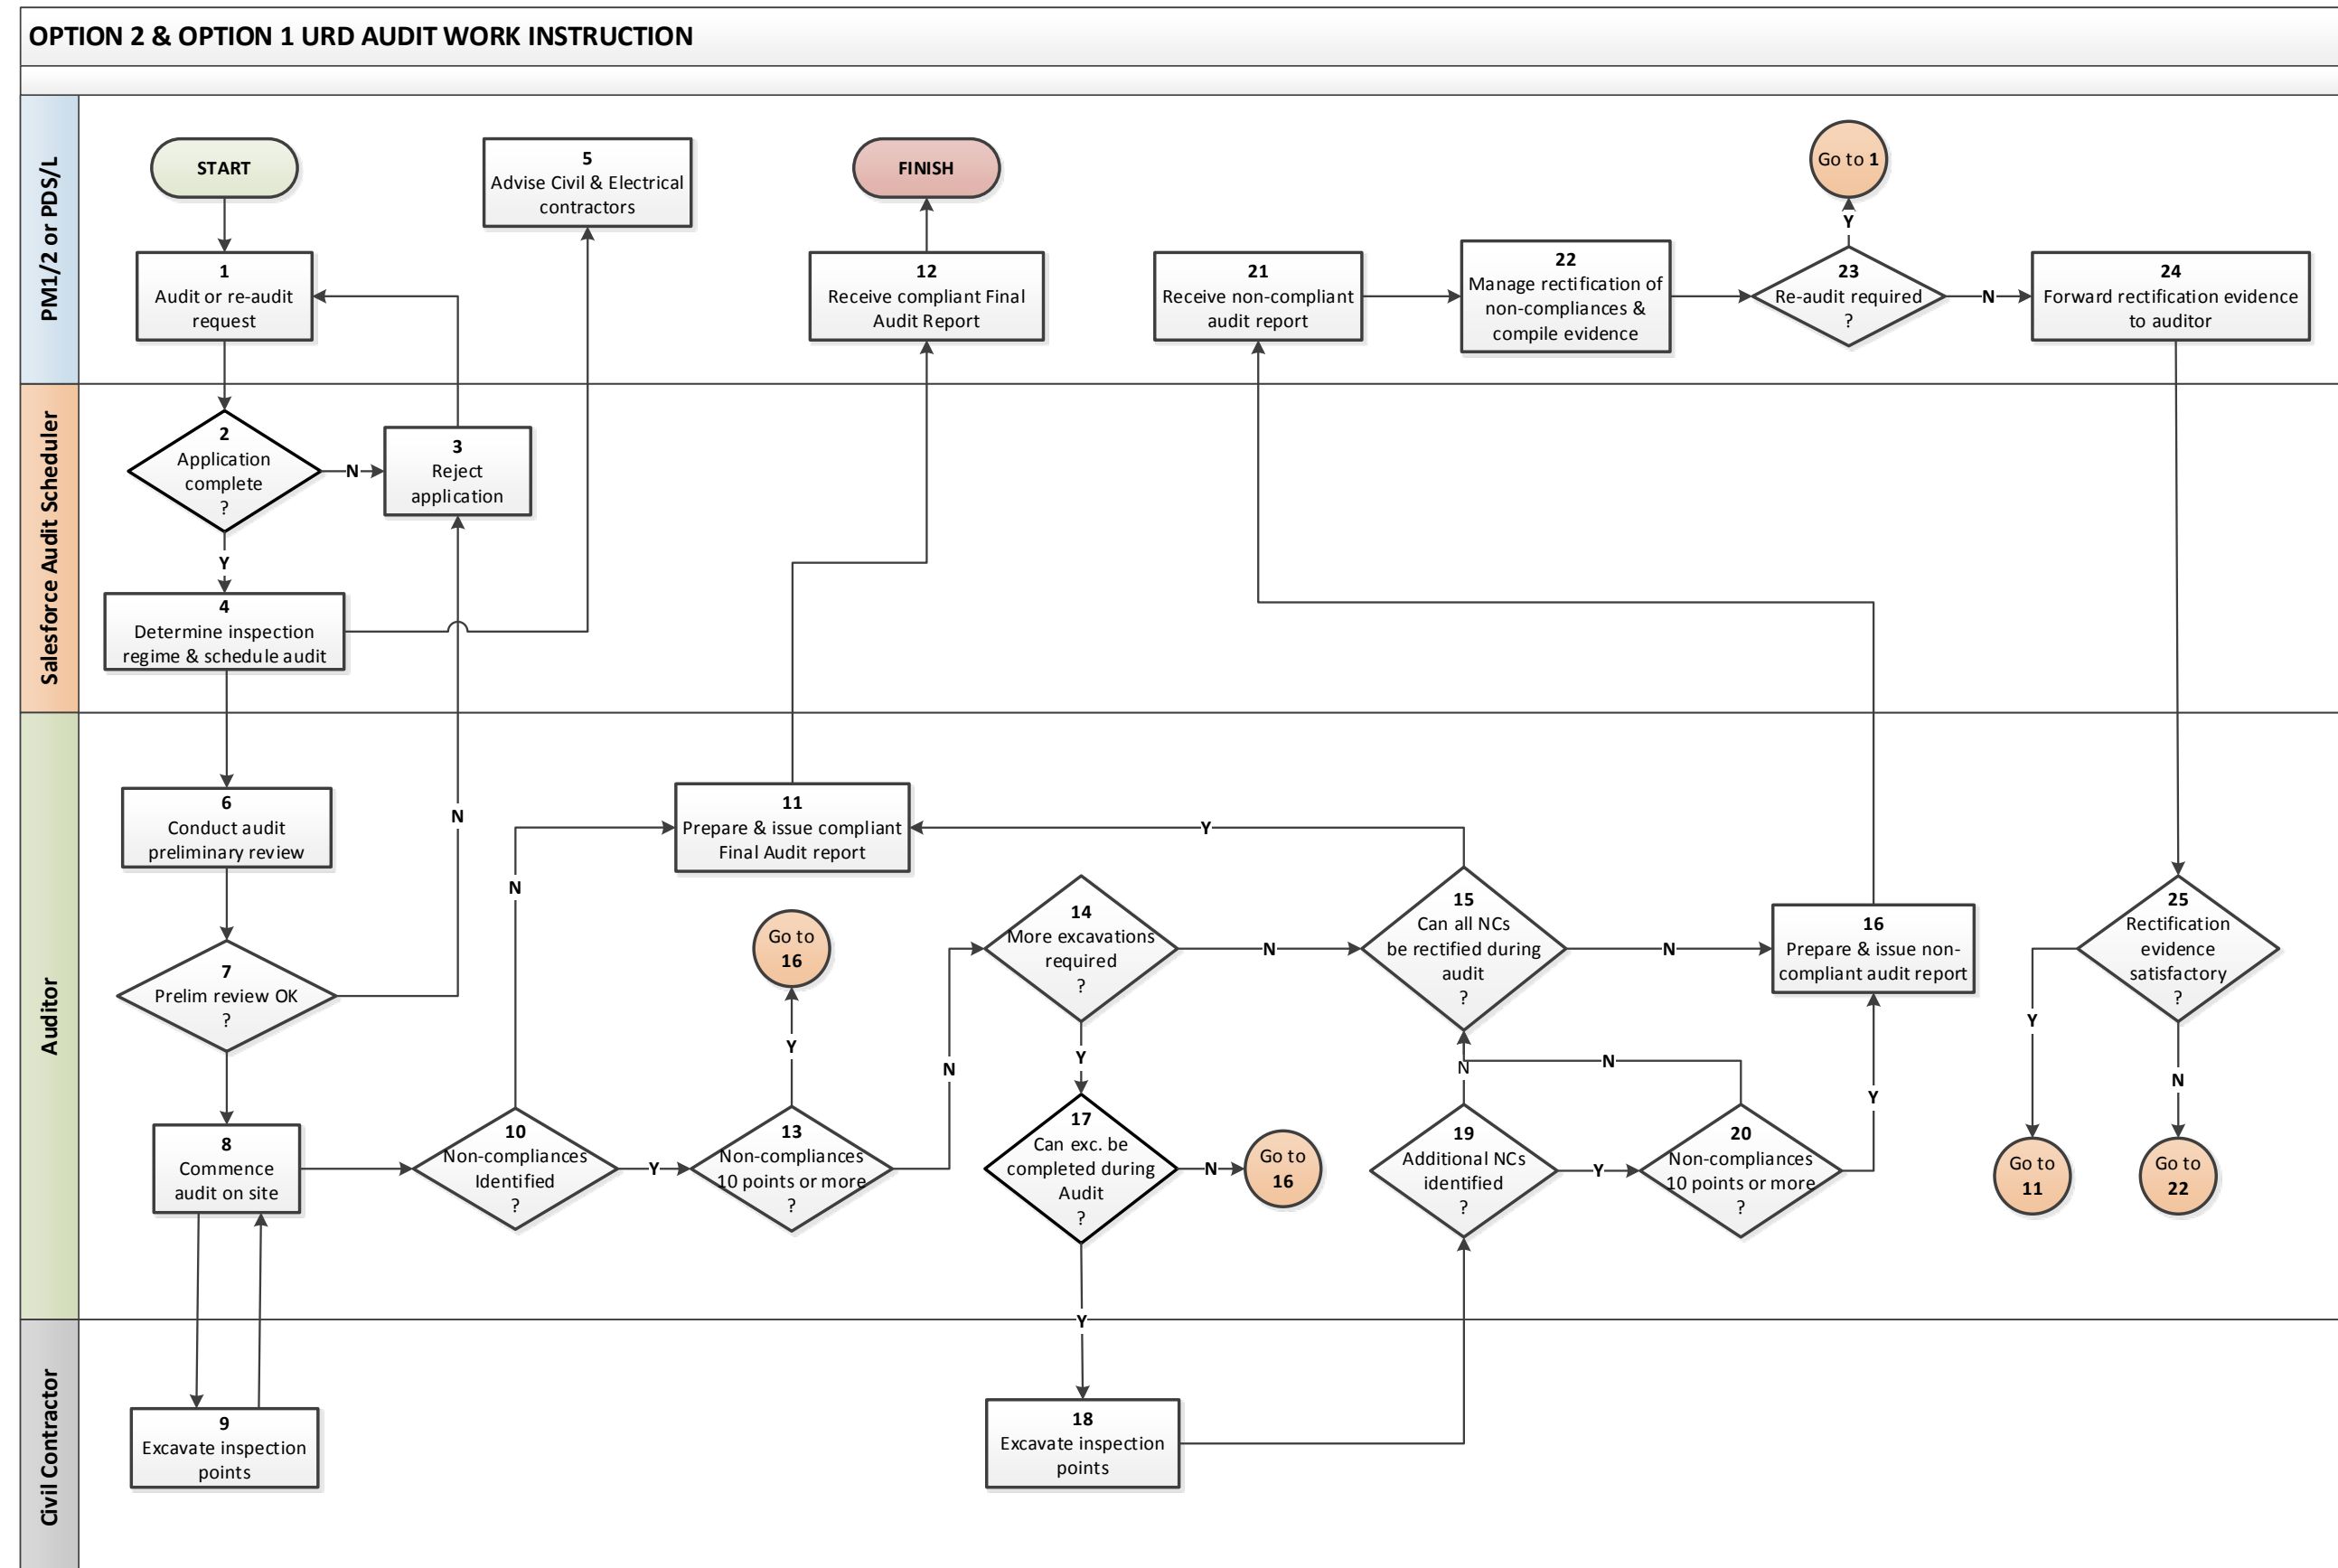 OPTION 2 & OPTION 1 URD AUDIT WORK INSTRUCTION
PM1/2 or PDS/L
START
1
Audit or re-audit
request
5
Advise Civil & Electrical
contractors
FINISH
12
Receive compliant Final
Audit Report
21
Receive non-compliant
audit report
22
Manage rectification of
non-compliances &
compile evidence
Go to 1
Y
23
Re-audit required
?
N
24
Forward rectification evidence
to auditor
Salesforce Audit Scheduler
2
Application
complete
?
N
3
Reject
application
Y
4
Determine inspection
regime & schedule audit
Auditor
6
Conduct audit
preliminary review
N
7
Prelim review OK
?
8
Commence
audit on site
N
10
Non-compliances
Identified
?
Y
11
Prepare & issue compliant
Final Audit report
Y
Go to
16
Y
13
Non-compliances
10 points or more
?
N
14
More excavations
required
?
N
Y
17
Can exc. be
completed during
Audit
?
N
Go to
16
Y
15
Can all NCs
be rectified during
audit
?
N
N
N
19
Additional NCs
identified
?
Y
20
Non-compliances
10 points or more
?
Y
16
Prepare & issue non-
compliant audit report
25
Rectification
evidence
satisfactory
?
Y
N
Go to
11
Go to
22
Civil Contractor
9
Excavate inspection
points
18
Excavate inspection
points